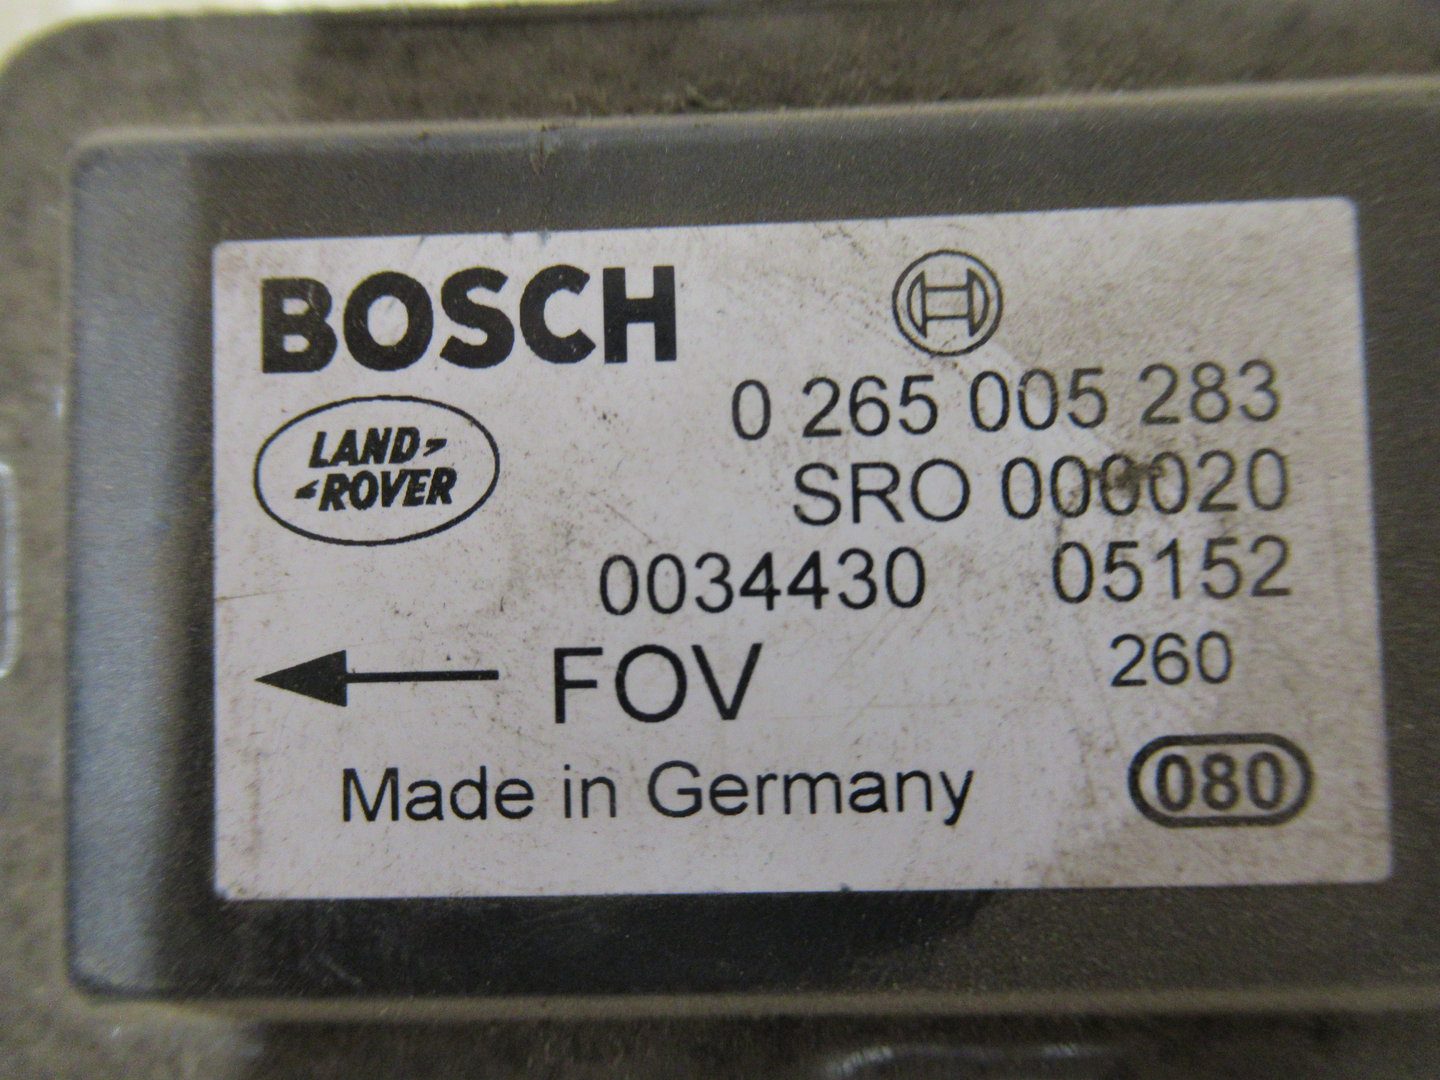 BOSCH
0 265 005 283
LAND
ROVER
SRO 000020
0034430 05152
FOV 260
Made in Germany 080